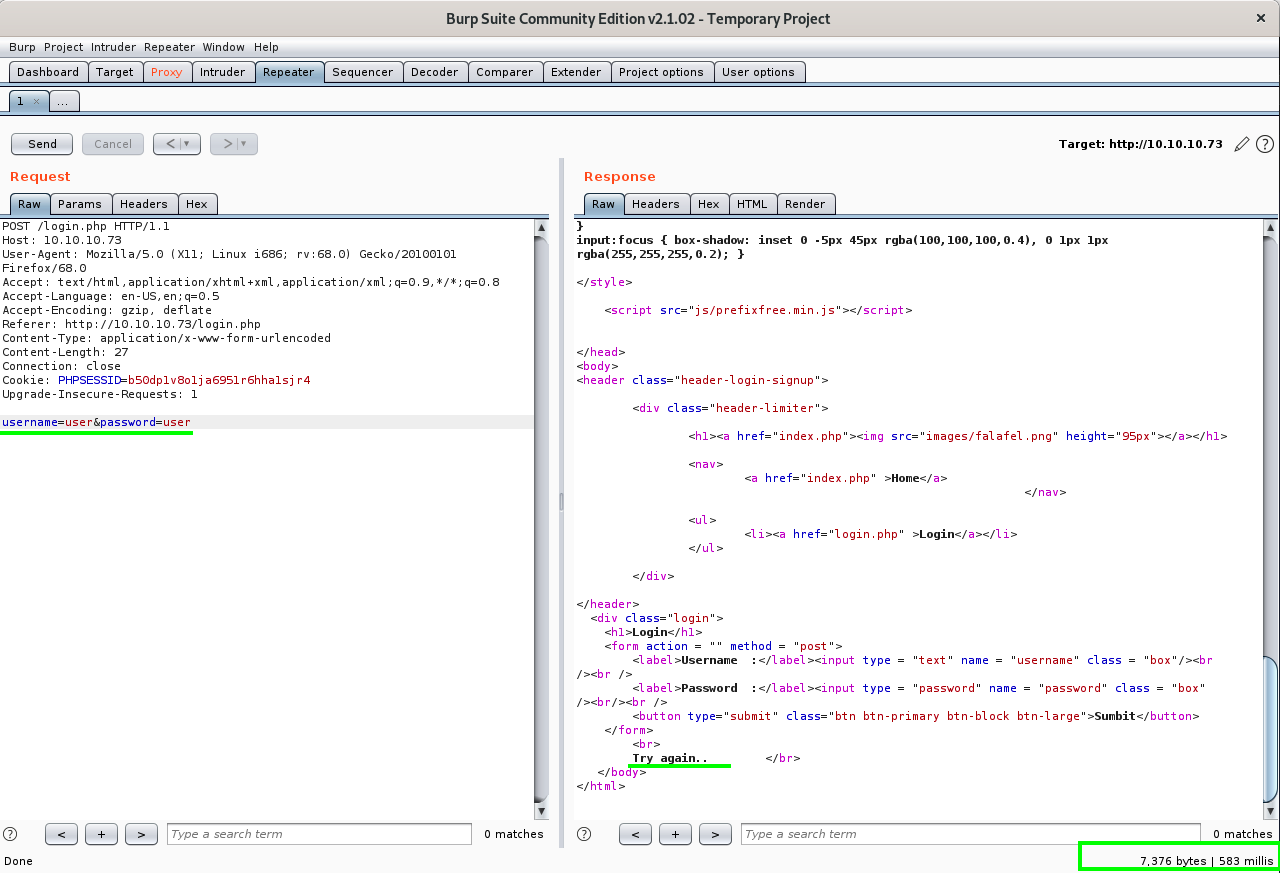 Burp Suite Community Edition v2.1.02 - Temporary Project
×
Burp Project Intruder Repeater Window Help
Dashboard Target Proxy Intruder Repeater Sequencer Decoder Comparer Extender Project options User options
1 × ...
Send Cancel < | ▾ > | ▾ Target: http://10.10.10.73 ?
Request
Raw Params Headers Hex
POST /login.php HTTP/1.1
Host: 10.10.10.73
User-Agent: Mozilla/5.0 (X11; Linux i686; rv:68.0) Gecko/20100101
Firefox/68.0
Accept: text/html,application/xhtml+xml,application/xml;q=0.9,*/*;q=0.8
Accept-Language: en-US,en;q=0.5
Accept-Encoding: gzip, deflate
Referer: http://10.10.10.73/login.php
Content-Type: application/x-www-form-urlencoded
Content-Length: 27
Connection: close
Cookie: PHPSESSID=b50dp1v8o1ja6951r6hha1sjr4
Upgrade-Insecure-Requests: 1
username=user&password=user
? < + > Type a search term 0 matches
Response
Raw Headers Hex HTML Render
}
input:focus { box-shadow: inset 0 -5px 45px rgba(100,100,100,0.4), 0 1px 1px
rgba(255,255,255,0.2); }
</style>
<script src="js/prefixfree.min.js"></script>
</head>
<body>
<header class="header-login-signup">
<div class="header-limiter">
<h1><a href="index.php"><img src="images/falafel.png" height="95px"></a></h1>
<nav>
<a href="index.php" >Home</a>
</nav>
<ul>
<li><a href="login.php" >Login</a></li>
</ul>
</div>
</header>
<div class="login">
<h1>Login</h1>
<form action = "" method = "post">
<label>Username  :</label><input type = "text" name = "username" class = "box"/><br
/><br />
<label>Password  :</label><input type = "password" name = "password" class = "box"
/><br/><br />
<button type="submit" class="btn btn-primary btn-block btn-large">Sumbit</button>
</form>
<br>
Try again.. </br>
</body>
</html>
? < + > Type a search term 0 matches
Done
7,376 bytes | 583 millis